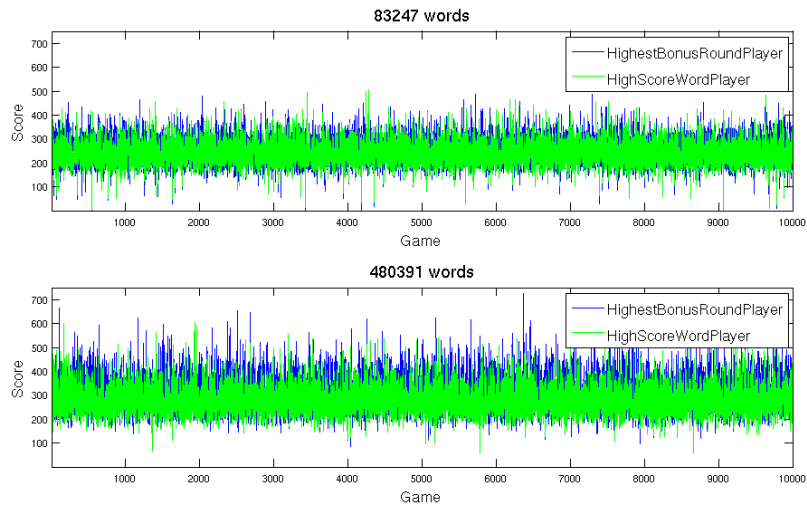 83247 words
Score
700
600
500
400
300
200
100
HighestBonusRoundPlayer
HighScoreWordPlayer
1000 2000 3000 4000 5000 6000 7000 8000 9000 10000
Game
480391 words
Score
700
600
500
400
300
200
100
HighestBonusRoundPlayer
HighScoreWordPlayer
1000 2000 3000 4000 5000 6000 7000 8000 9000 10000
Game